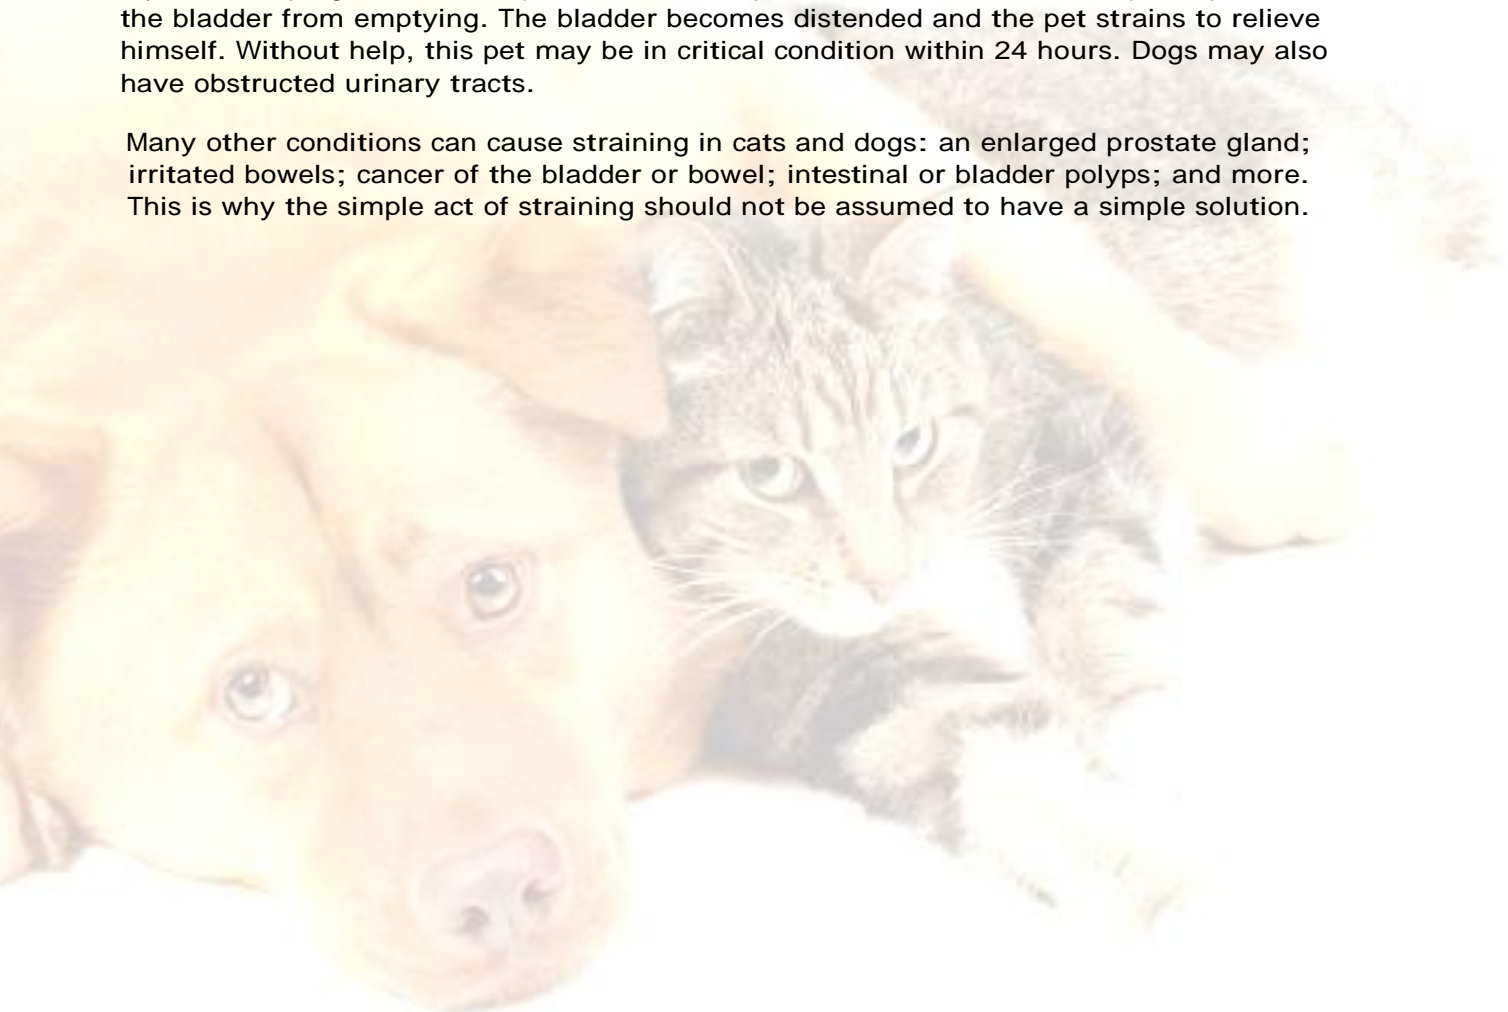 the bladder from emptying. The bladder becomes distended and the pet strains to relieve
himself. Without help, this pet may be in critical condition within 24 hours. Dogs may also
have obstructed urinary tracts.
Many other conditions can cause straining in cats and dogs: an enlarged prostate gland;
irritated bowels; cancer of the bladder or bowel; intestinal or bladder polyps; and more.
This is why the simple act of straining should not be assumed to have a simple solution.